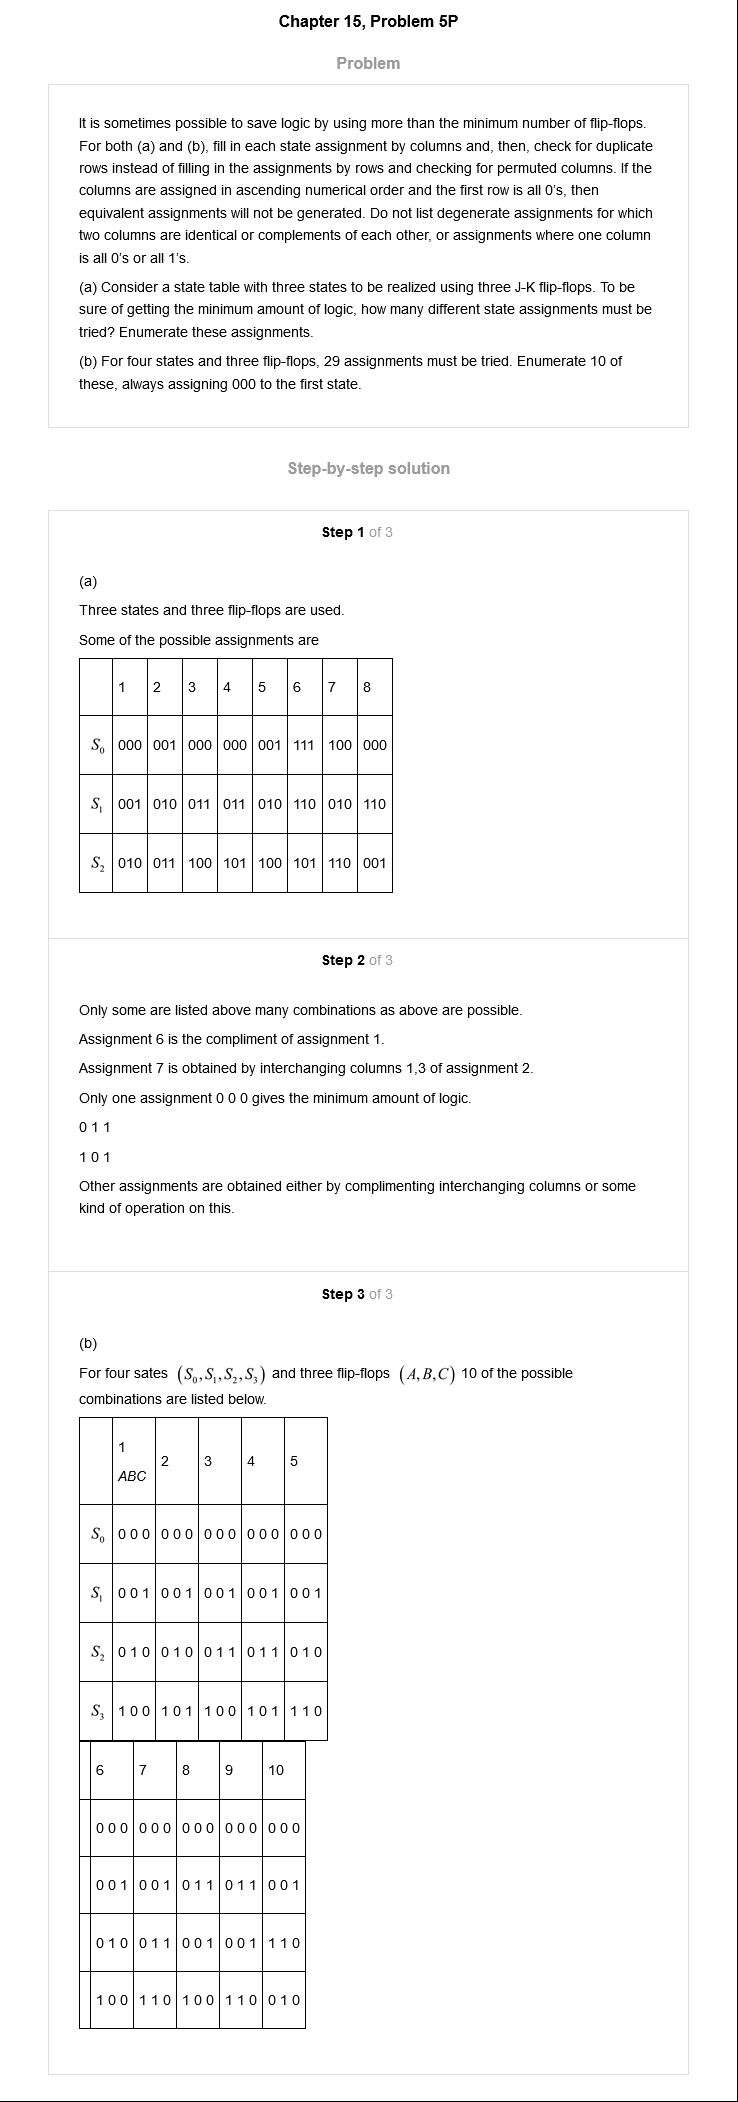 Chapter 15, Problem 5P
Problem
It is sometimes possible to save logic by using more than the minimum number of flip-flops.
For both (a) and (b), fill in each state assignment by columns and, then, check for duplicate
rows instead of filling in the assignments by rows and checking for permuted columns. If the
columns are assigned in ascending numerical order and the first row is all 0's, then
equivalent assignments will not be generated. Do not list degenerate assignments for which
two columns are identical or complements of each other, or assignments where one column
is all 0's or all 1's.
(a) Consider a state table with three states to be realized using three J-K flip-flops. To be
sure of getting the minimum amount of logic, how many different state assignments must be
tried? Enumerate these assignments.
(b) For four states and three flip-flops, 29 assignments must be tried. Enumerate 10 of
these, always assigning 000 to the first state.
Step-by-step solution
Step 1 of 3
(a)
Three states and three flip-flops are used.
Some of the possible assignments are
1 2 3 4 5 6 7 8
S₀ 000 001 000 000 001 111 100 000
S₁ 001 010 011 011 010 110 010 110
S₂ 010 011 100 101 100 101 110 001
Step 2 of 3
Only some are listed above many combinations as above are possible.
Assignment 6 is the compliment of assignment 1.
Assignment 7 is obtained by interchanging columns 1,3 of assignment 2.
Only one assignment 0 0 0 gives the minimum amount of logic.
0 1 1
1 0 1
Other assignments are obtained either by complimenting interchanging columns or some
kind of operation on this.
Step 3 of 3
(b)
For four sates (S₀,S₁,S₂,S₃) and three flip-flops (A,B,C) 10 of the possible
combinations are listed below.
1 2 3 4 5
ABC
S₀ 0 0 0 0 0 0 0 0 0 0 0 0 0 0 0
S₁ 0 0 1 0 0 1 0 0 1 0 0 1 0 0 1
S₂ 0 1 0 0 1 0 0 1 1 0 1 1 0 1 0
S₃ 1 0 0 1 0 1 1 0 0 1 0 1 1 1 0
6 7 8 9 10
0 0 0 0 0 0 0 0 0 0 0 0 0 0 0
0 0 1 0 0 1 0 1 1 0 1 1 0 0 1
0 1 0 0 1 1 0 0 1 0 0 1 1 1 0
1 0 0 1 1 0 1 0 0 1 1 0 0 1 0